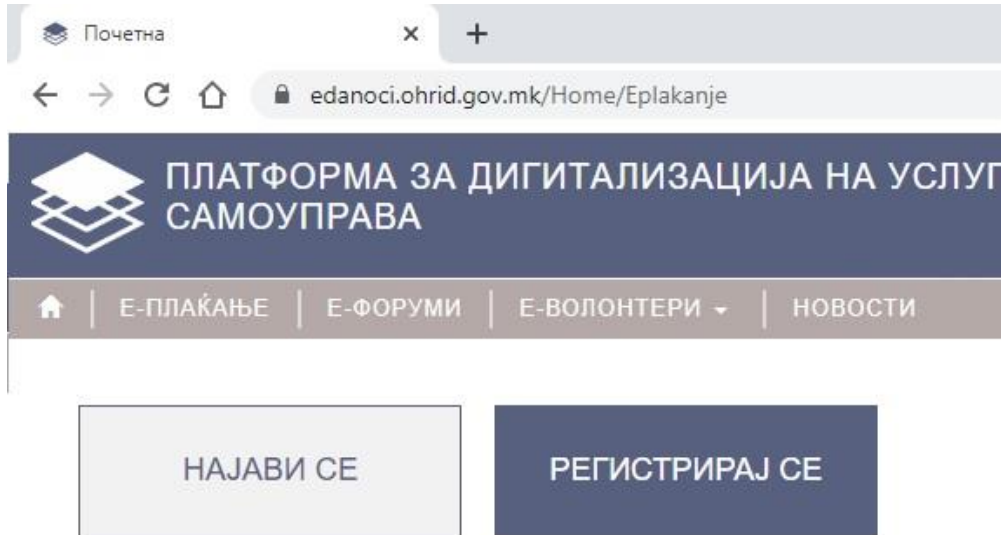 Почетна
edanoci.ohrid.gov.mk/Home/Eplakanje
ПЛАТФОРМА ЗА ДИГИТАЛИЗАЦИЈА НА УСЛУГ
САМОУПРАВА
Е-ПЛАЌАЊЕ Е-ФОРУМИ Е-ВОЛОНТЕРИ НОВОСТИ
НАЈАВИ СЕ РЕГИСТРИРАЈ СЕ